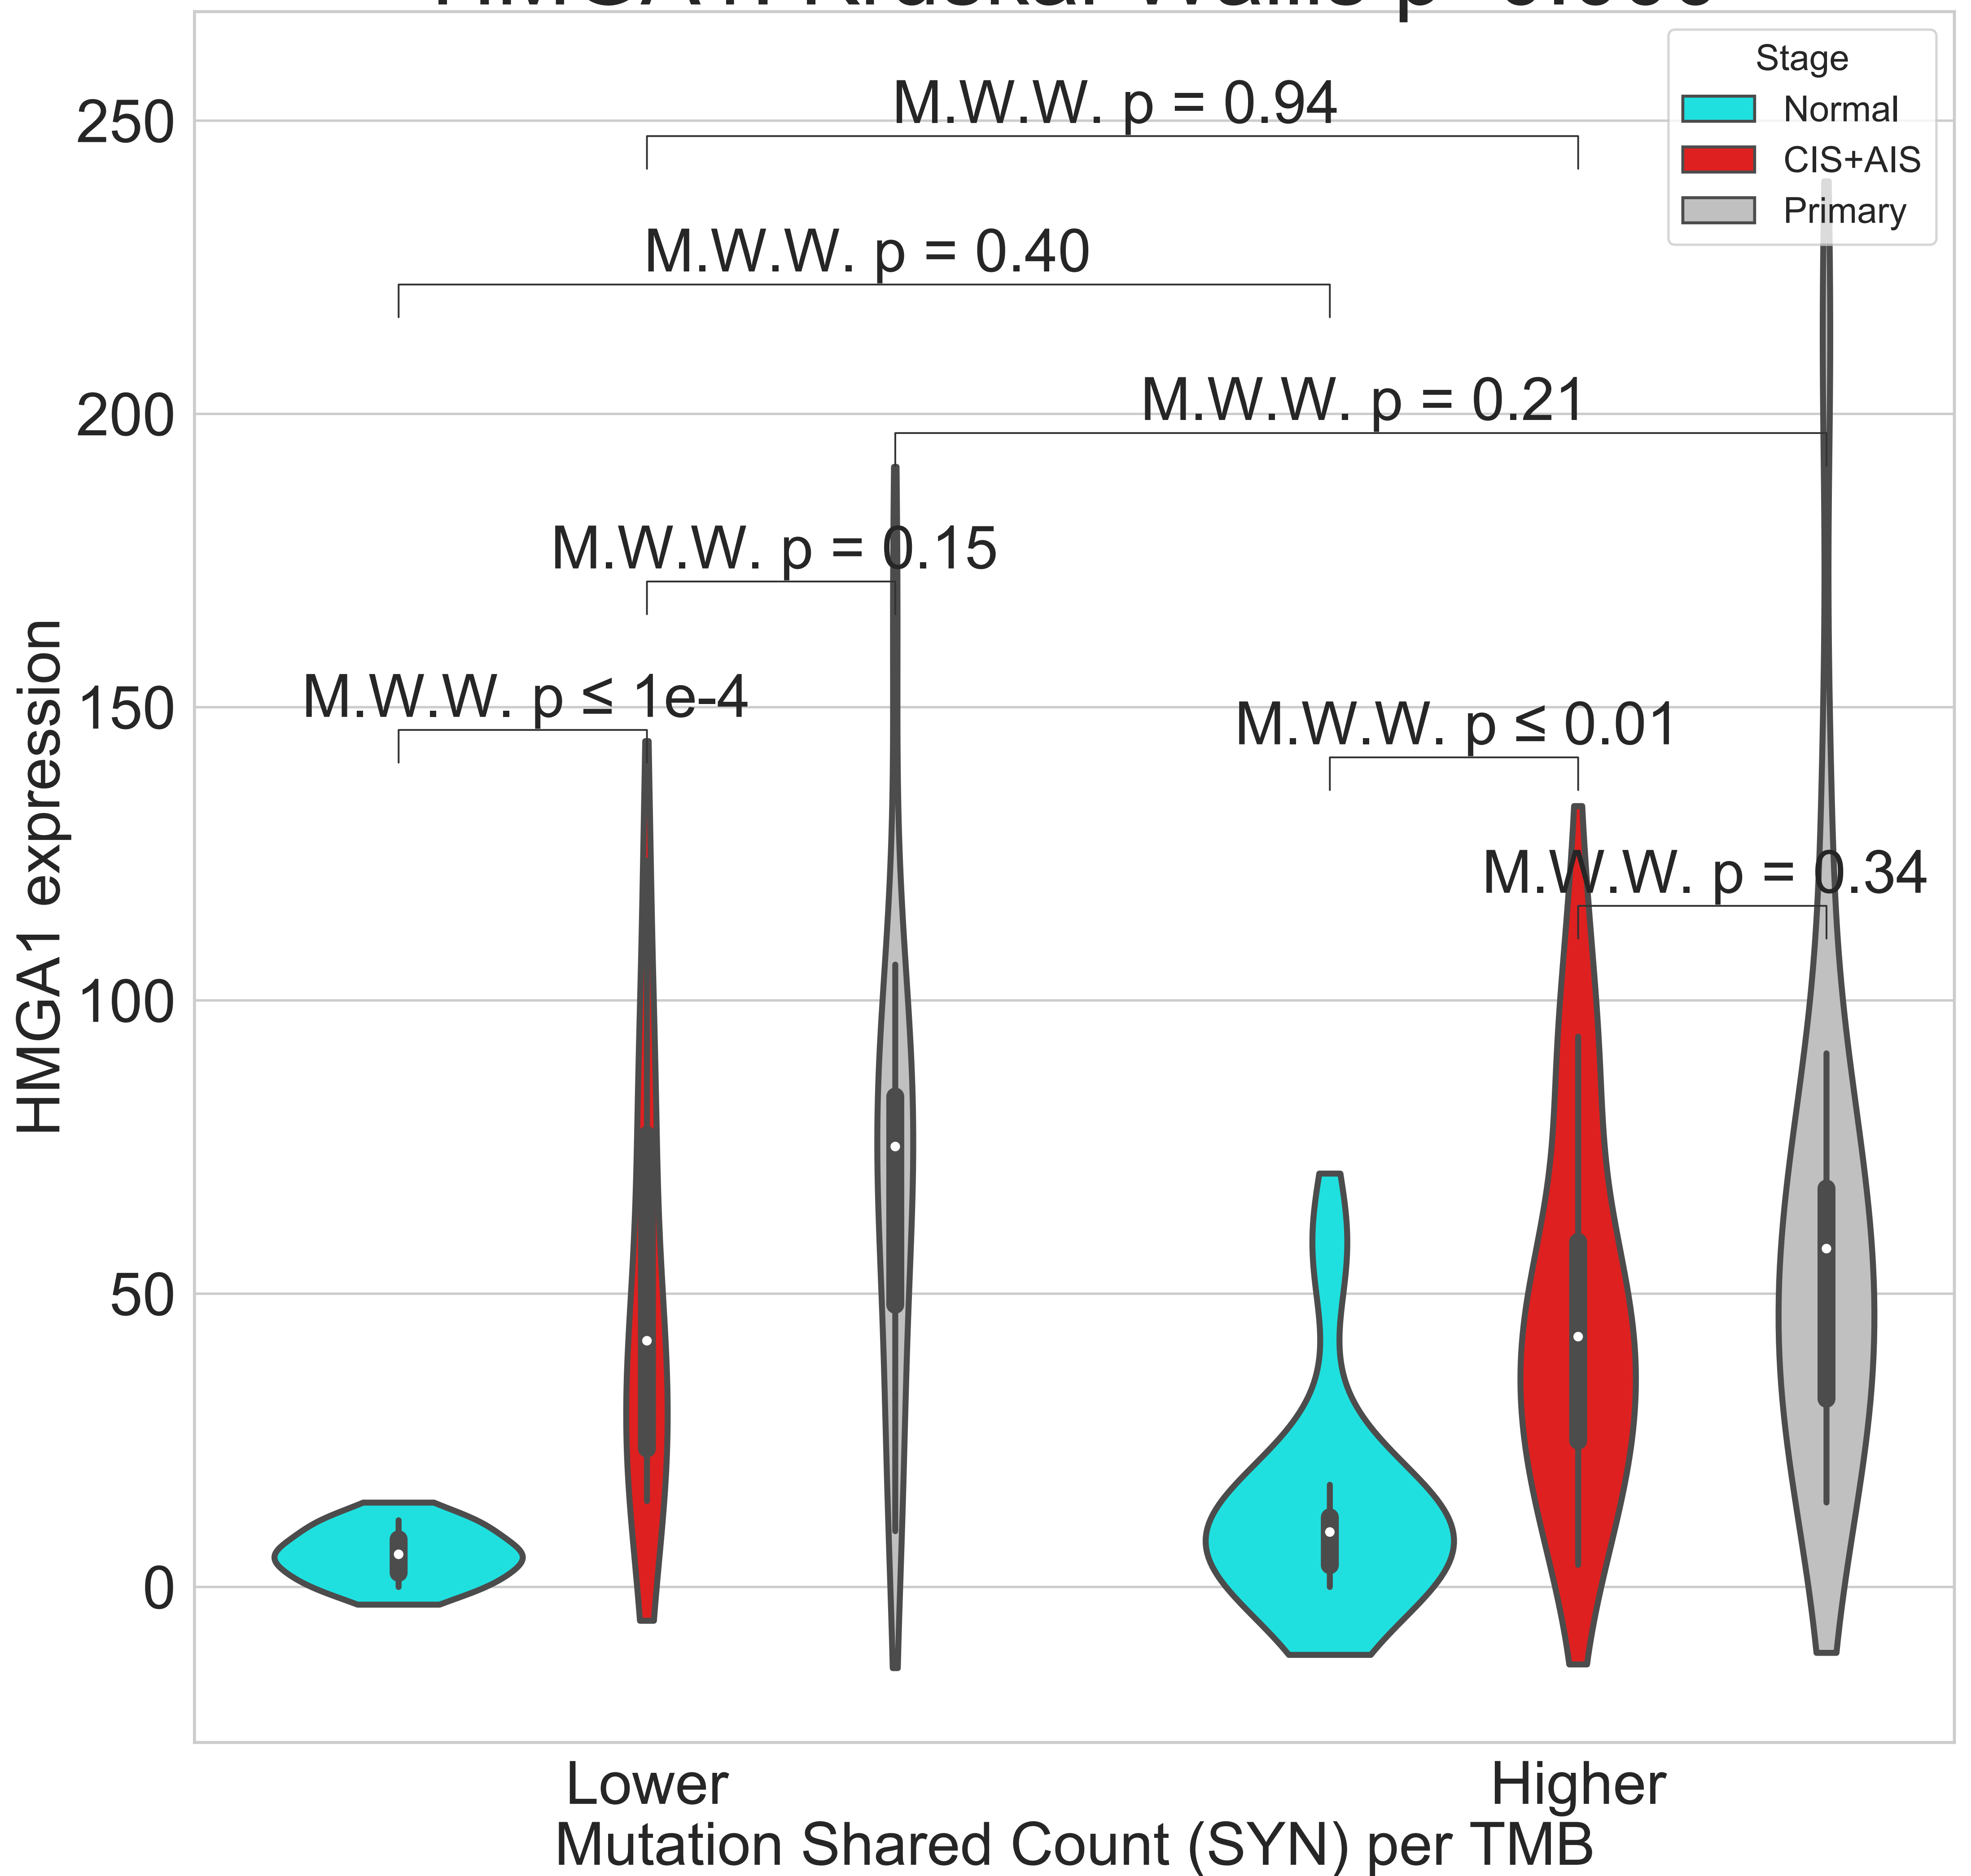 Stage
Normal
CIS+AIS
Primary
M.W.W. p = 0.94
M.W.W. p = 0.40
M.W.W. p = 0.21
M.W.W. p = 0.15
M.W.W. p ≤ 1e-4
M.W.W. p ≤ 0.01
M.W.W. p = 0.34
250
200
150
100
50
0
HMGA1 expression
Lower
Higher
Mutation Shared Count (SYN) per TMB